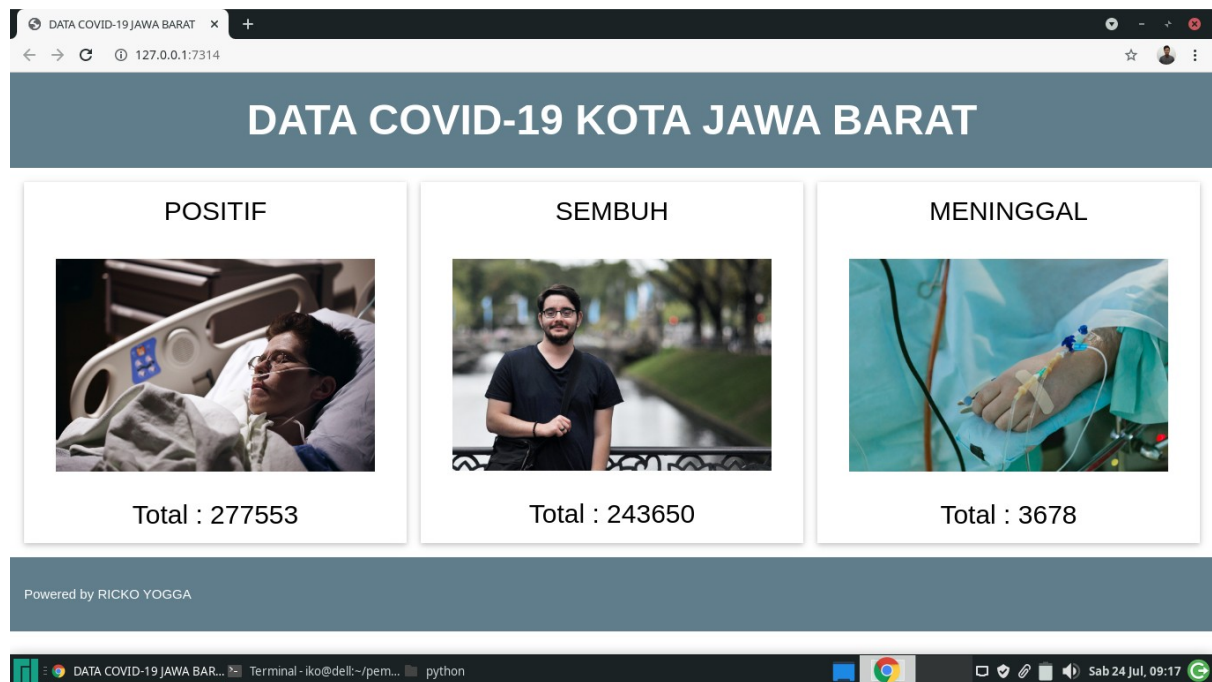 DATA COVID-19 JAWA BARAT
127.0.0.1:7314
DATA COVID-19 KOTA JAWA BARAT
POSITIF
SEMBUH
MENINGGAL
Total : 277553
Total : 243650
Total : 3678
Powered by RICKO YOGGA
DATA COVID-19 JAWA BAR...
Terminal - iko@dell:~/pem...
python
Sab 24 Jul, 09:17